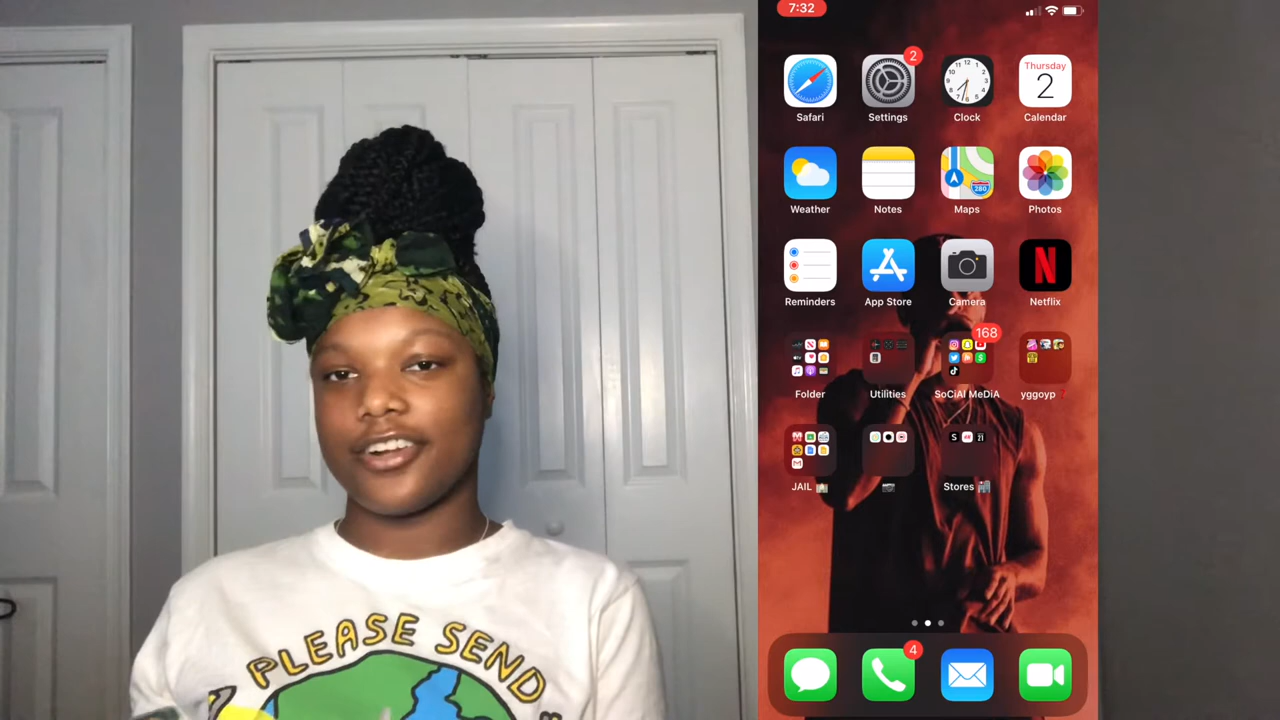 PLEASE SEND
7:32
2
Thursday
2
Safari
Settings
Clock
Calendar
280
Weather
Notes
Maps
Photos
Reminders
App Store
Camera
Netflix
168
Folder
Utilities
SoCiAl MeDiA
yggoyp
JAIL
Stores
4